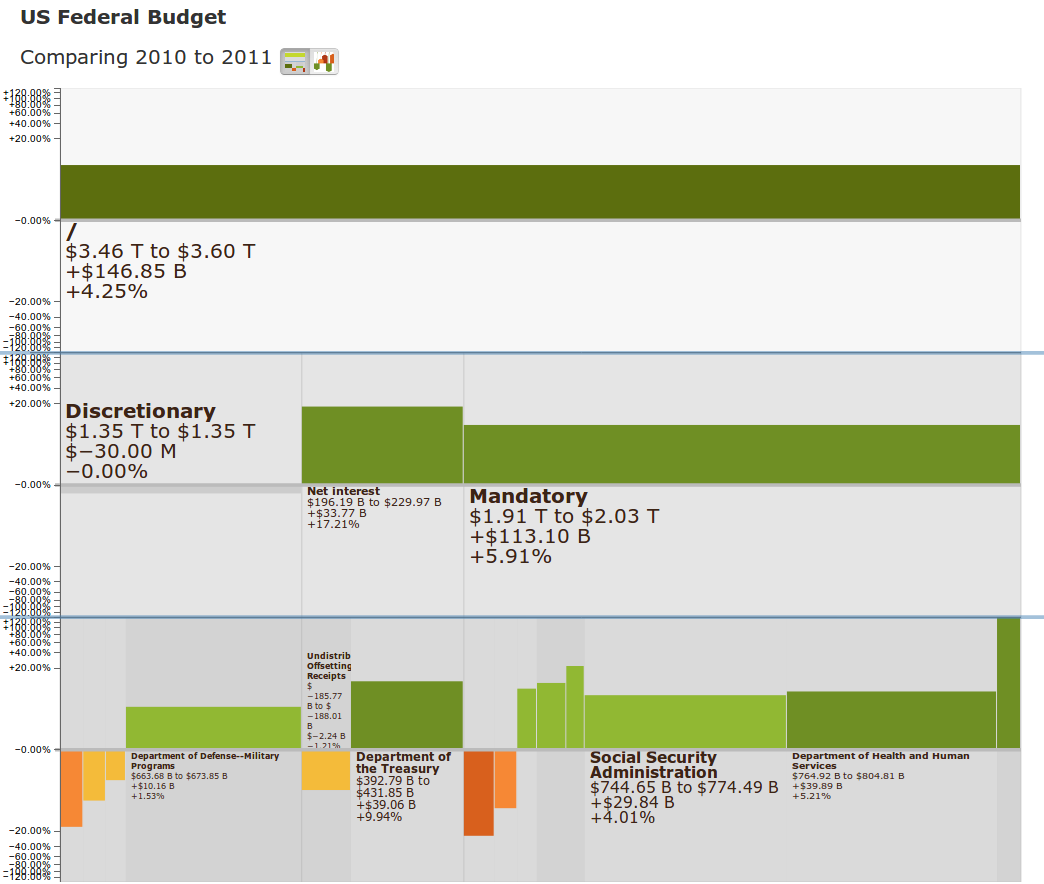 US Federal Budget
Comparing 2010 to 2011
+120.00%
+100.00%
+80.00%
+60.00%
+40.00%
+20.00%
−0.00%
/
$3.46 T to $3.60 T
+$146.85 B
+4.25%
−20.00%
−40.00%
−60.00%
−80.00%
−100.00%
−120.00%
+120.00%
+100.00%
+80.00%
+60.00%
+40.00%
+20.00%
Discretionary
$1.35 T to $1.35 T
$−30.00 M
−0.00%
−0.00%
Net interest
$196.19 B to $229.97 B
+$33.77 B
+17.21%
Mandatory
$1.91 T to $2.03 T
+$113.10 B
+5.91%
−20.00%
−40.00%
−60.00%
−80.00%
−100.00%
−120.00%
+120.00%
+100.00%
+80.00%
+60.00%
+40.00%
+20.00%
−0.00%
Undistrib
Offsetting
Receipts
$
−185.77
B to $
−188.01
B
$−2.24 B
−1.21%
Department of Defense--Military
Programs
$663.68 B to $673.85 B
+$10.16 B
+1.53%
Department of
the Treasury
$392.79 B to
$431.85 B
+$39.06 B
+9.94%
Social Security
Administration
$744.65 B to $774.49 B
+$29.84 B
+4.01%
Department of Health and Human
Services
$764.92 B to $804.81 B
+$39.89 B
+5.21%
−20.00%
−40.00%
−60.00%
−80.00%
−100.00%
−120.00%